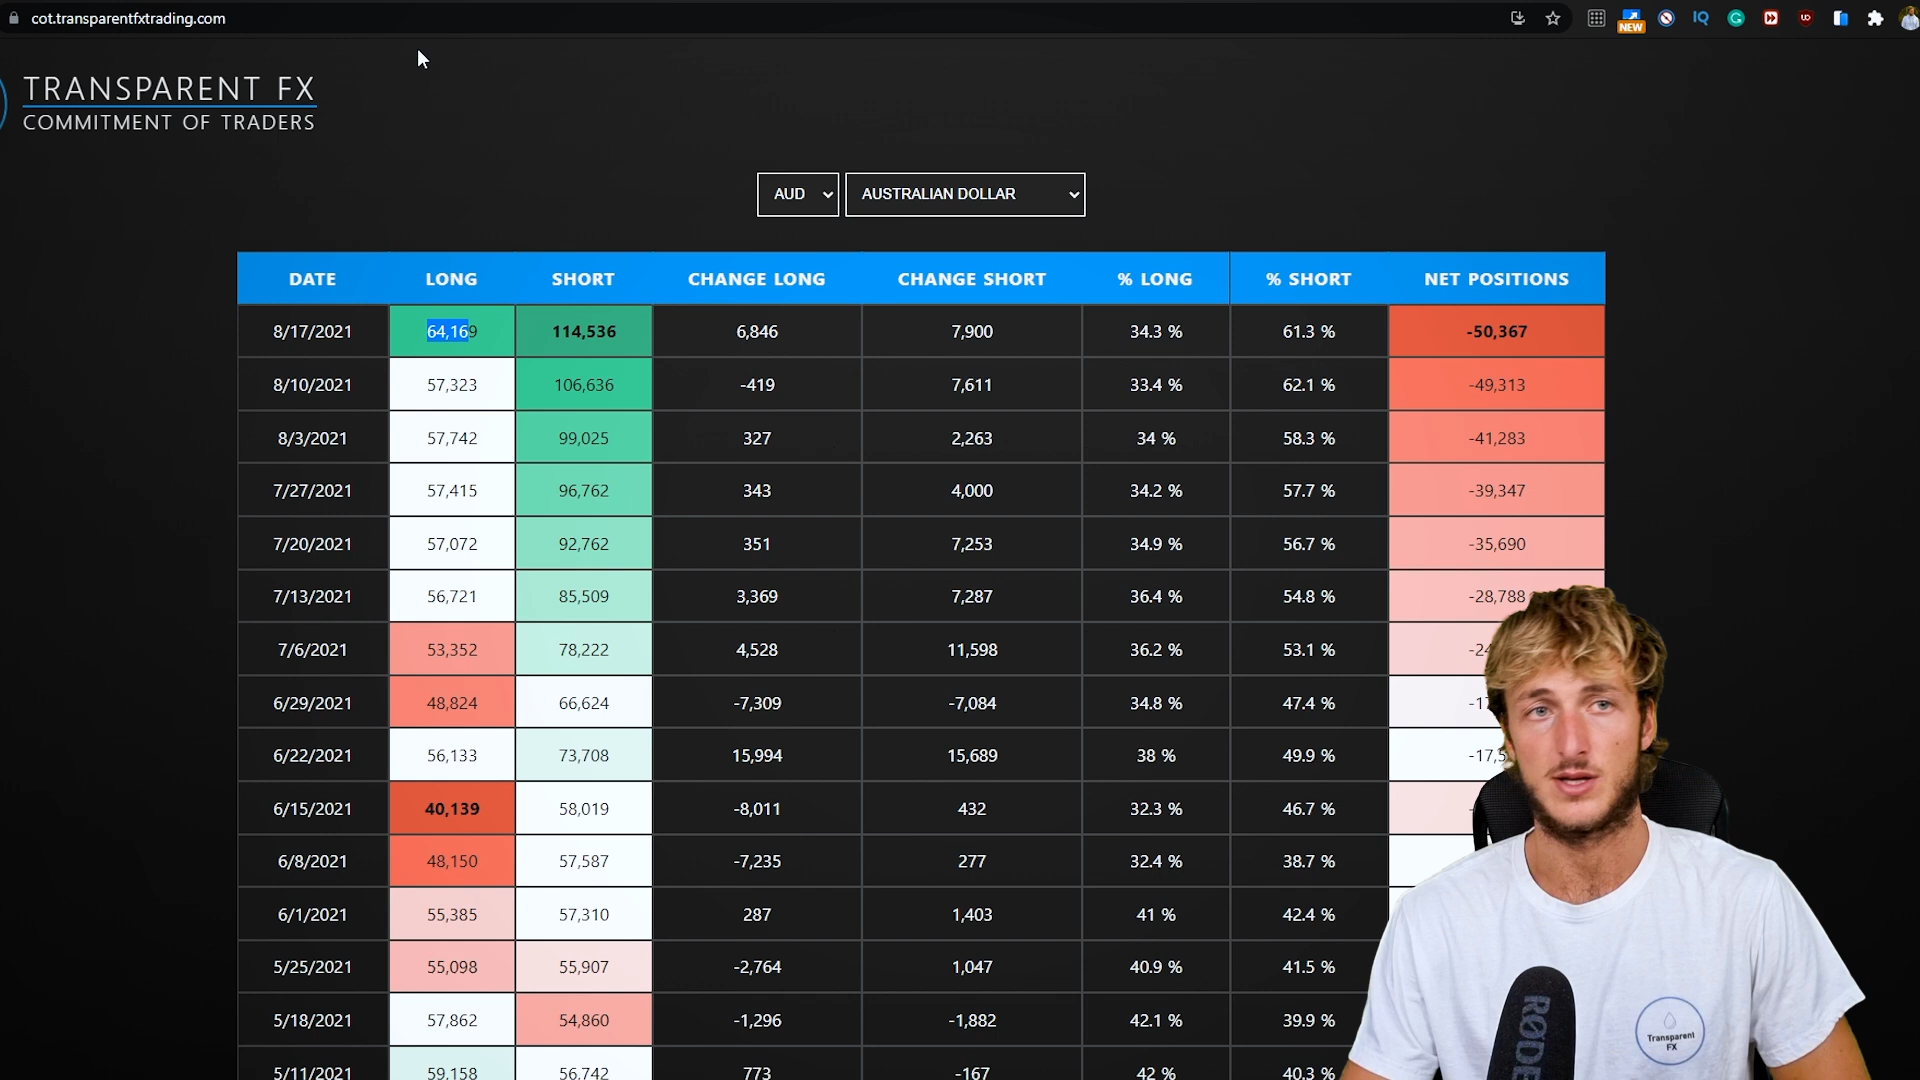 cot.transparentfxtrading.com
NEW
IQ
TRANSPARENT FX
COMMITMENT OF TRADERS
AUD AUSTRALIAN DOLLAR
DATE LONG SHORT CHANGE LONG CHANGE SHORT % LONG % SHORT NET POSITIONS
8/17/2021 64,169 114,536 6,846 7,900 34.3 % 61.3 % -50,367
8/10/2021 57,323 106,636 -419 7,611 33.4 % 62.1 % -49,313
8/3/2021 57,742 99,025 327 2,263 34 % 58.3 % -41,283
7/27/2021 57,415 96,762 343 4,000 34.2 % 57.7 % -39,347
7/20/2021 57,072 92,762 351 7,253 34.9 % 56.7 % -35,690
7/13/2021 56,721 85,509 3,369 7,287 36.4 % 54.8 % -28,788
7/6/2021 53,352 78,222 4,528 11,598 36.2 % 53.1 %
6/29/2021 48,824 66,624 -7,309 -7,084 34.8 % 47.4 %
6/22/2021 56,133 73,708 15,994 15,689 38 % 49.9 %
6/15/2021 40,139 58,019 -8,011 432 32.3 % 46.7 %
6/8/2021 48,150 57,587 -7,235 277 32.4 % 38.7 %
6/1/2021 55,385 57,310 287 1,403 41 % 42.4 %
5/25/2021 55,098 55,907 -2,764 1,047 40.9 % 41.5 %
5/18/2021 57,862 54,860 -1,296 -1,882 42.1 % 39.9 %
5/11/2021 59,158 56,742 773 -167 42 % 40.3 %
RØDE
Transparent
FX